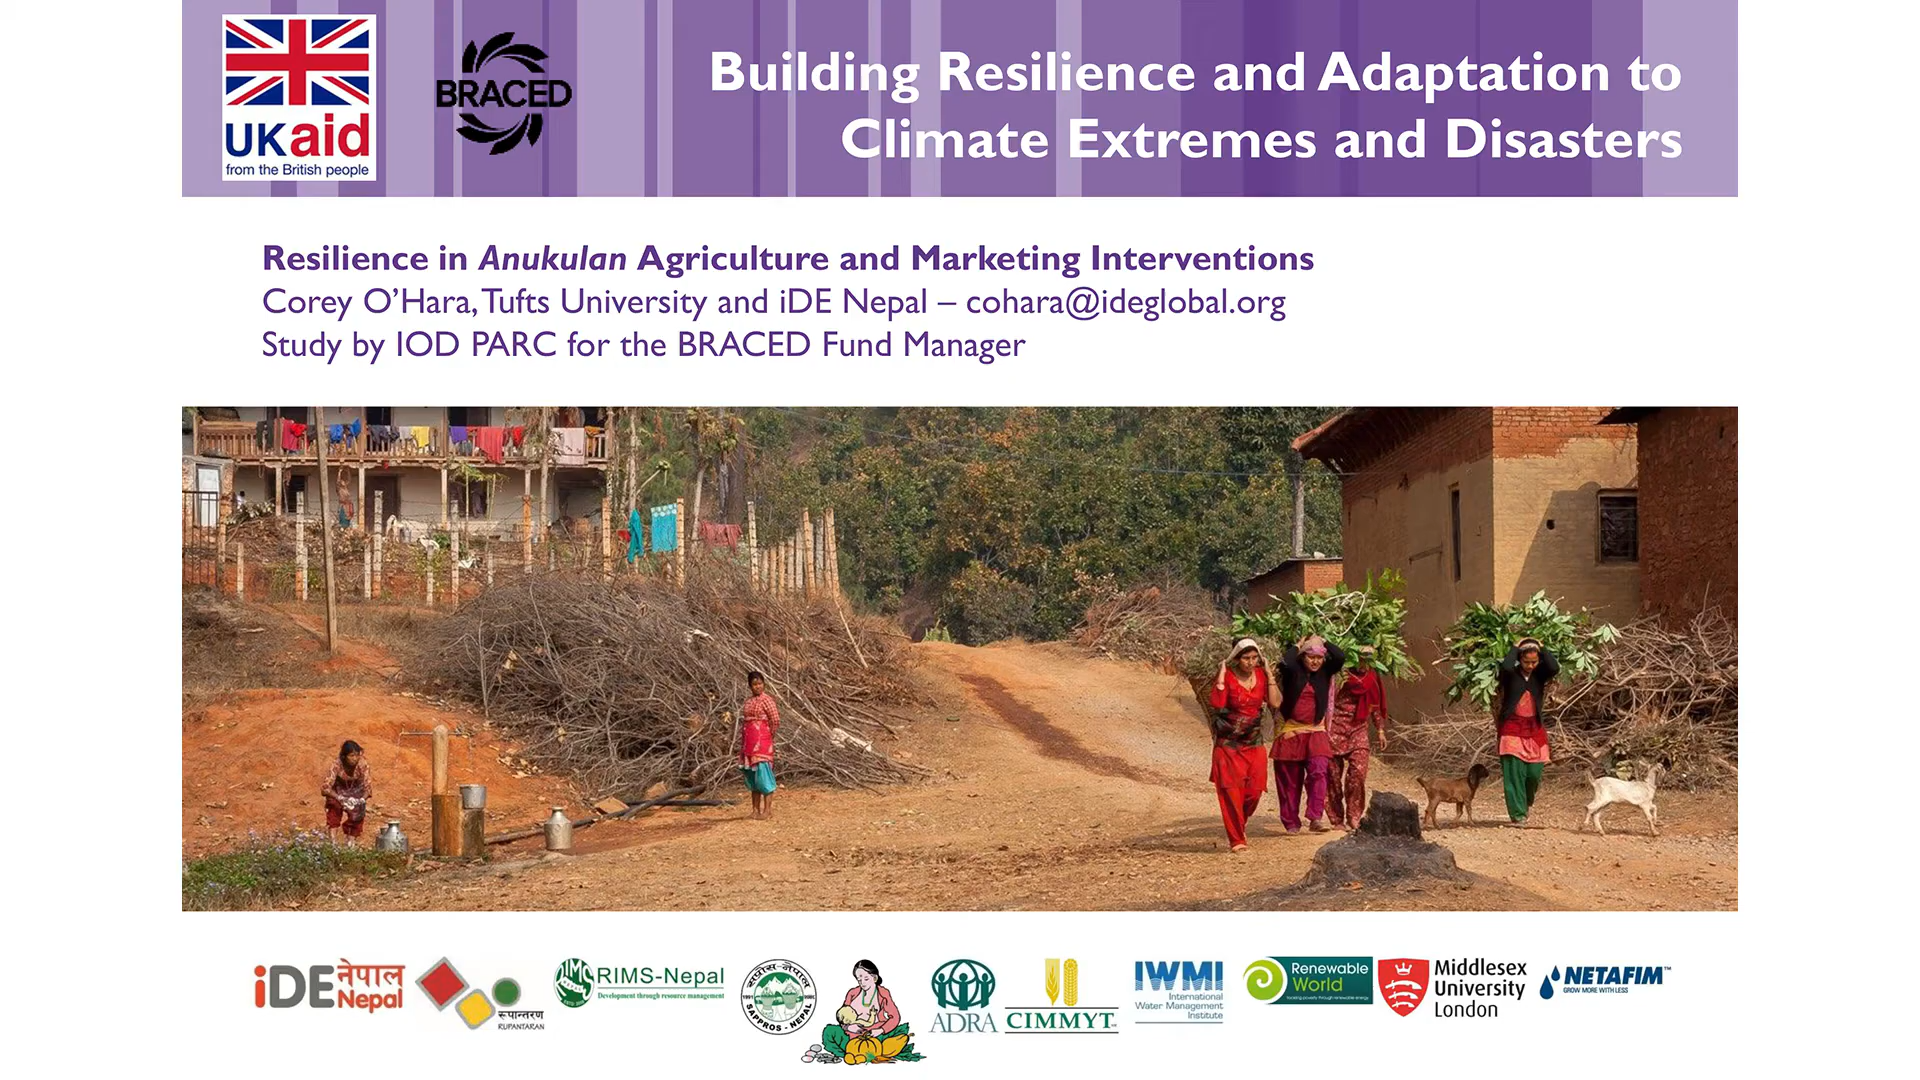 UKaid
from the British people
BRACED
Building Resilience and Adaptation to
Climate Extremes and Disasters
Resilience in Anukulan Agriculture and Marketing Interventions
Corey O'Hara, Tufts University and iDE Nepal – cohara@ideglobal.org
Study by IOD PARC for the BRACED Fund Manager
iDE नेपाल
Nepal
रूपान्तरण
RUPANTARAN
RIMS-Nepal
Development through resource management
सप्रोस-नेपाल
SAPPROS - NEPAL
ADRA
CIMMYT
IWMI
International
Water Management
Institute
Renewable
World
Middlesex
University
London
NETAFIM™
GROW MORE WITH LESS